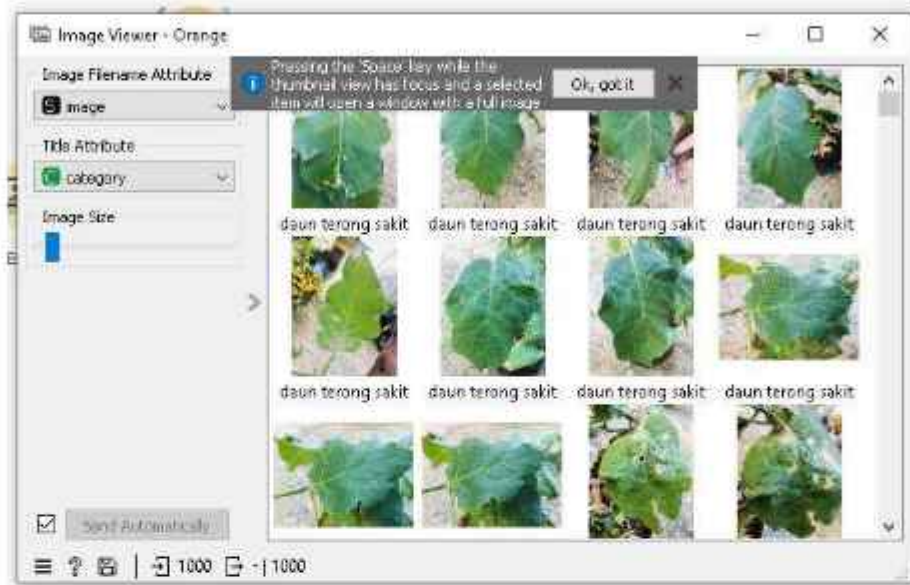 Image Viewer - Orange
Image Filename Attribute
S image
Title Attribute
C category
Image Size
Pressing the 'Space' key while the
thumbnail view has focus and a selected
item will open a window with a full image
Ok, got it
daun terong sakit daun terong sakit daun terong sakit daun terong sakit
daun terong sakit daun terong sakit daun terong sakit daun terong sakit
Send Automatically
? 1000 - | 1000